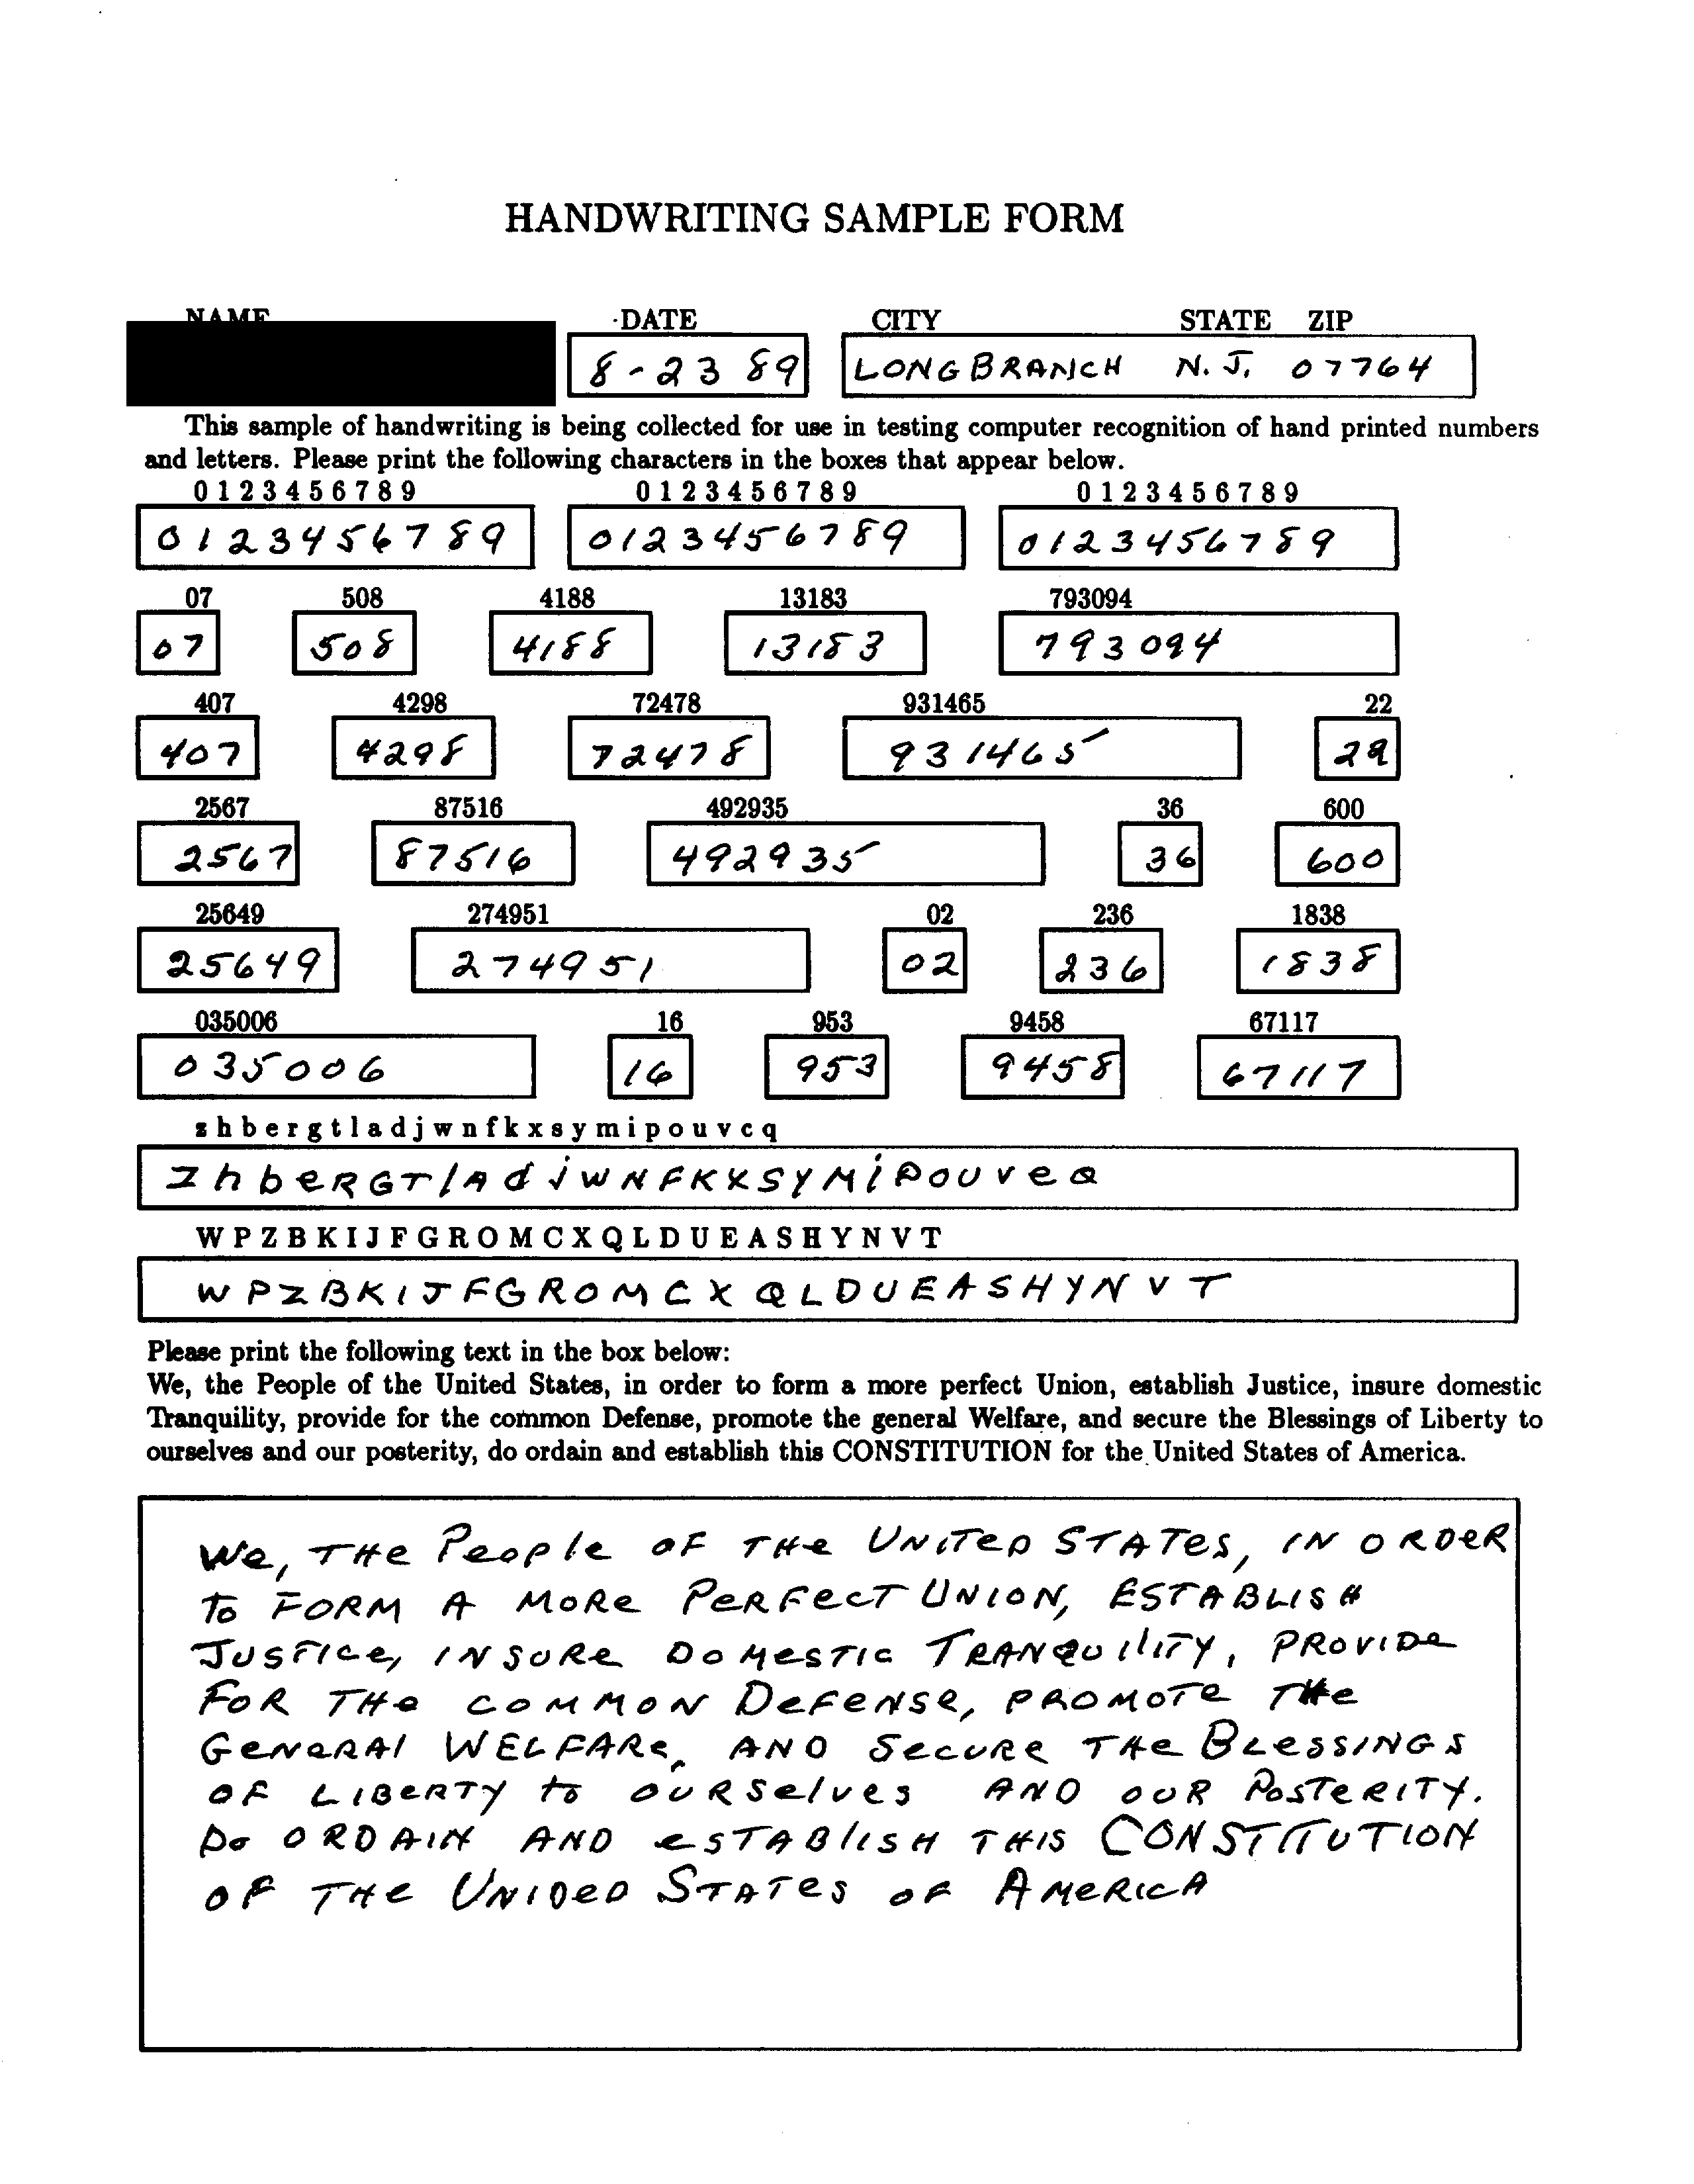 HANDWRITING SAMPLE FORM
NAME DATE CITY STATE ZIP
8-23 89 LONG BRANCH N.J. 07764
This sample of handwriting is being collected for use in testing computer recognition of hand printed numbers
and letters. Please print the following characters in the boxes that appear below.
0 1 2 3 4 5 6 7 8 9 0 1 2 3 4 5 6 7 8 9 0 1 2 3 4 5 6 7 8 9
0123456789 0123456789 0123456789
07 508 4188 13183 793094
07 508 4188 13183 793094
407 4298 72478 931465 22
407 4298 72478 931465 22
2567 87516 492935 36 600
2567 87516 492935 36 600
25649 274951 02 236 1838
25649 274951 02 236 1838
035006 16 953 9458 67117
035006 16 953 9458 67117
z h b e r g t l a d j w n f k x s y m i p o u v c q
z h b e R G T l A d j w N F K X S Y M i P O U v e Q
W P Z B K I J F G R O M C X Q L D U E A S H Y N V T
W P Z B K I J F G R O M C X Q L D U E A S H Y N V T
Please print the following text in the box below:
We, the People of the United States, in order to form a more perfect Union, establish Justice, insure domestic
Tranquility, provide for the common Defense, promote the general Welfare, and secure the Blessings of Liberty to
ourselves and our posterity, do ordain and establish this CONSTITUTION for the United States of America.
We, THe PeoPle OF THe UNiTeD STATes, IN ORDeR
To FORM A MoRe PeRFecT UNION, ESTABLISH
JUSTICe, INSURe DoMesTIc TRANQUilITY, PROVIDe
FoR THe COMMON DeFeNSe, PROMOTe THe
GeNeRAl WELFARe, AND SecURe THe BLessINGS
OF LIBeRTY to OURSelves AND OUR PosTeRITY.
Do ORDAIN AND eSTABlISH THIS CONSTITUTION
OF THe UNIDeD STATeS OF AMeRICA